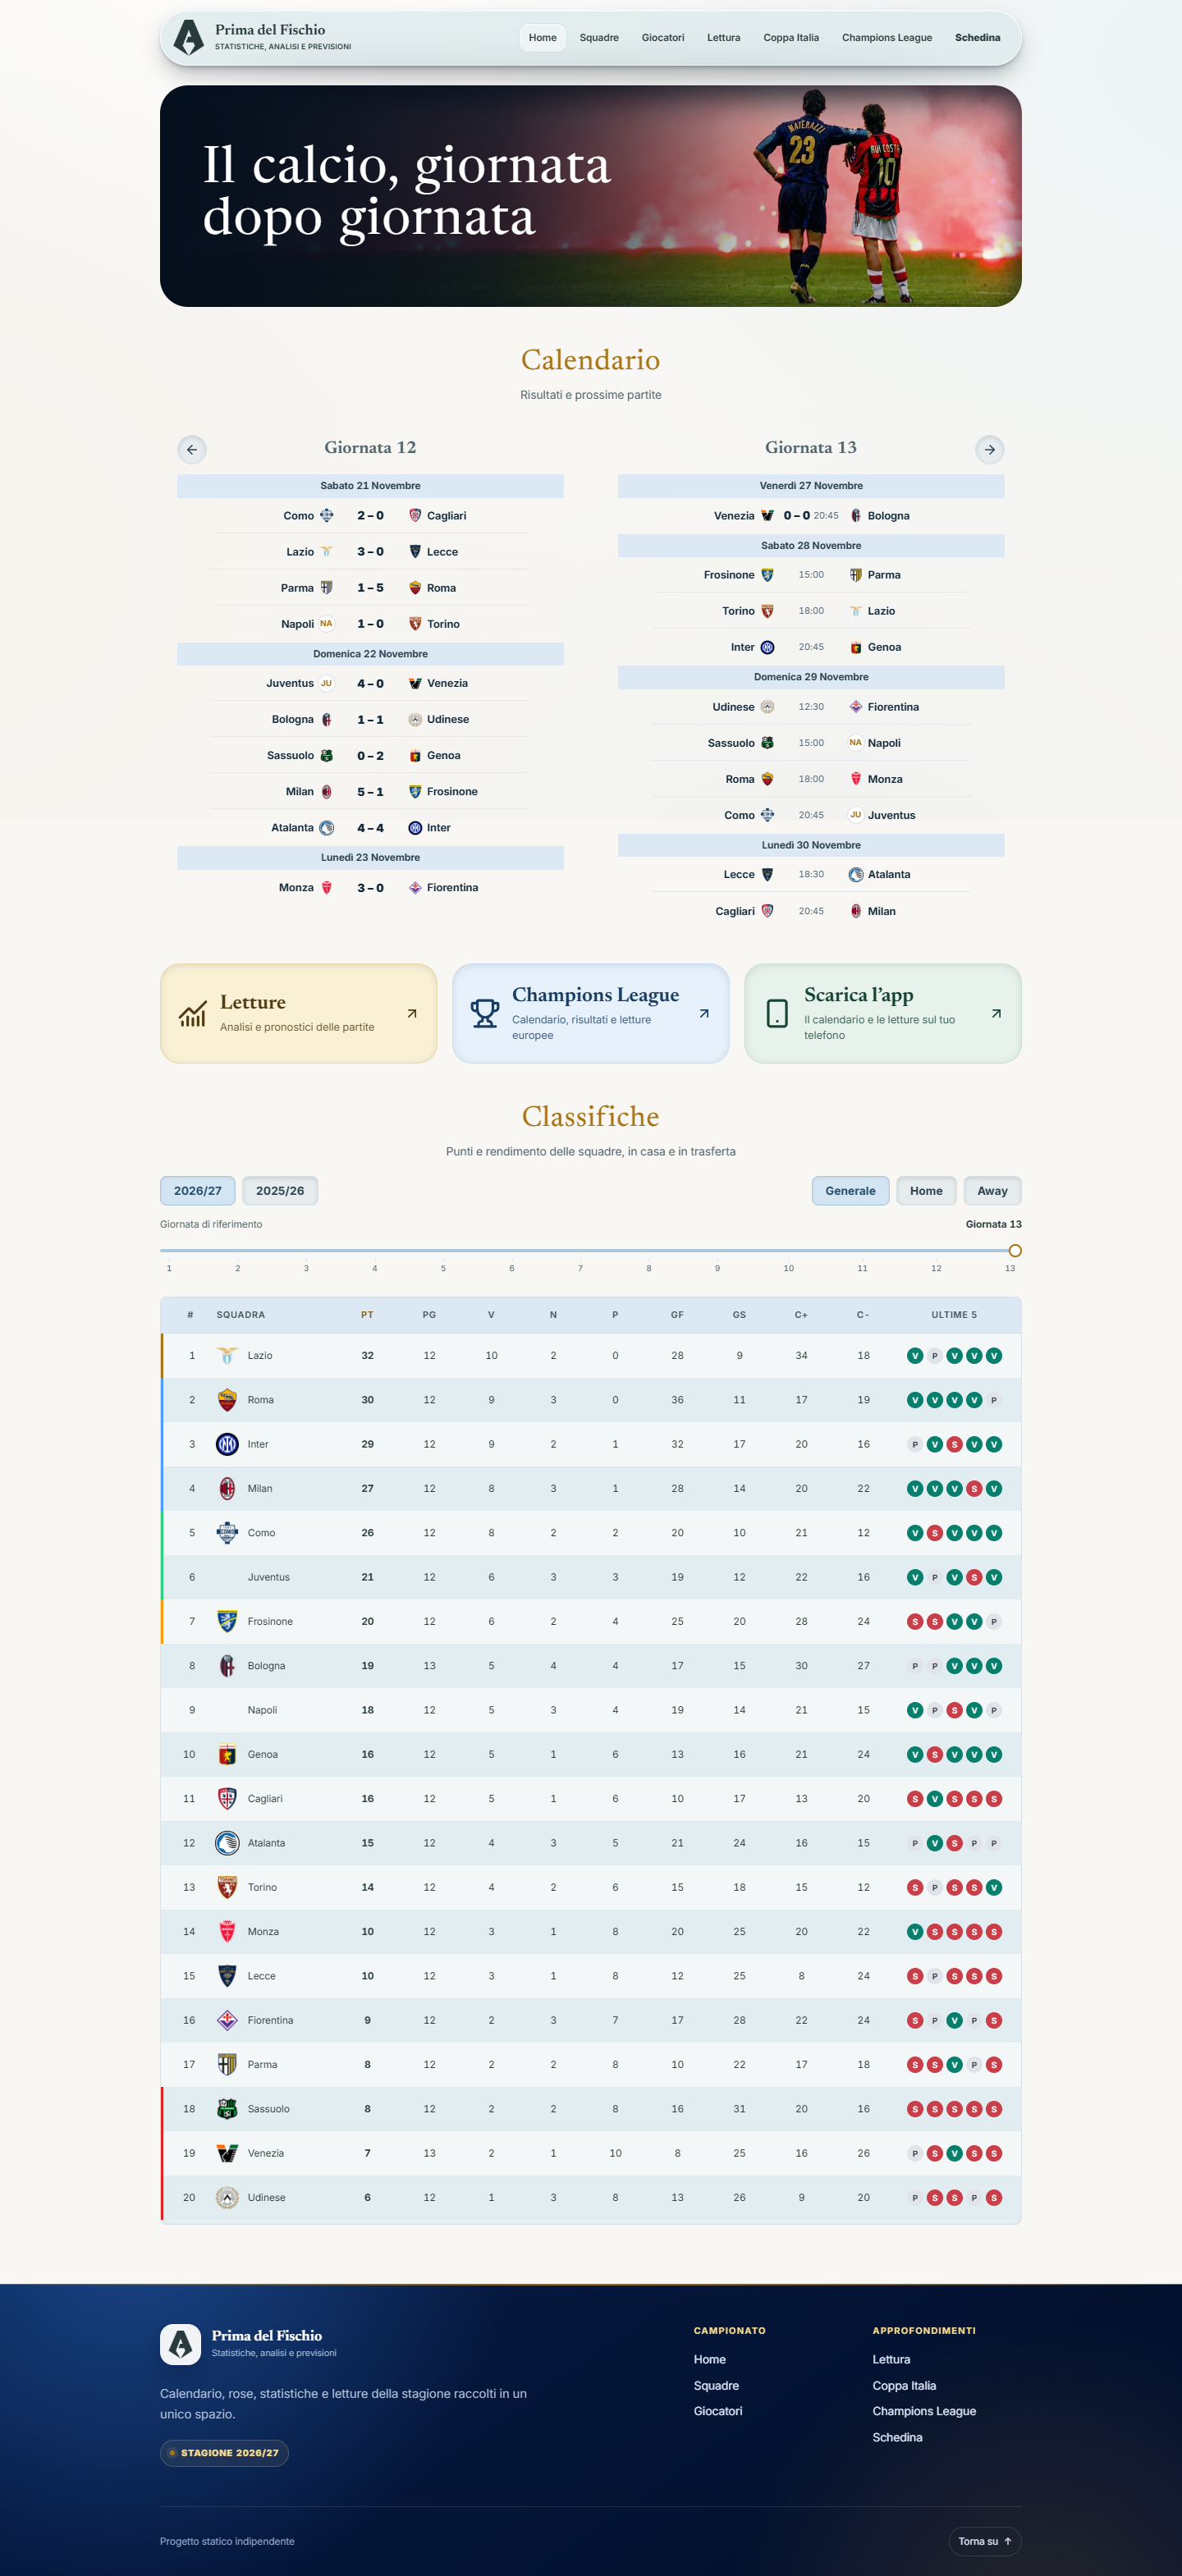 Prima del Fischio
STATISTICHE, ANALISI E PREVISIONI
Home Squadre Giocatori Lettura Coppa Italia Champions League Schedina
MATERAZZI
23
RUI COSTA
10
Il calcio, giornata
dopo giornata
Calendario
Risultati e prossime partite
Giornata 12
Sabato 21 Novembre
Como 2 – 0 Cagliari
Lazio 3 – 0 Lecce
Parma 1 – 5 Roma
Napoli NA 1 – 0 Torino
Domenica 22 Novembre
Juventus JU 4 – 0 Venezia
Bologna 1 – 1 Udinese
Sassuolo 0 – 2 Genoa
Milan 5 – 1 Frosinone
Atalanta 4 – 4 Inter
Lunedì 23 Novembre
Monza 3 – 0 Fiorentina
Giornata 13
Venerdì 27 Novembre
Venezia 0 – 0 20:45 Bologna
Sabato 28 Novembre
Frosinone 15:00 Parma
Torino 18:00 Lazio
Inter 20:45 Genoa
Domenica 29 Novembre
Udinese 12:30 Fiorentina
Sassuolo 15:00 NA Napoli
Roma 18:00 Monza
Como 20:45 JU Juventus
Lunedì 30 Novembre
Lecce 18:30 Atalanta
Cagliari 20:45 Milan
Letture
Analisi e pronostici delle partite
Champions League
Calendario, risultati e letture
europee
Scarica l’app
Il calendario e le letture sul tuo
telefono
Classifiche
Punti e rendimento delle squadre, in casa e in trasferta
2026/27 2025/26 Generale Home Away
Giornata di riferimento Giornata 13
1 2 3 4 5 6 7 8 9 10 11 12 13
# SQUADRA PT PG V N P GF GS C+ C- ULTIME 5
1 Lazio 32 12 10 2 0 28 9 34 18 V P V V V
2 Roma 30 12 9 3 0 36 11 17 19 V V V V P
3 Inter 29 12 9 2 1 32 17 20 16 P V S V V
4 Milan 27 12 8 3 1 28 14 20 22 V V V S V
5 Como 26 12 8 2 2 20 10 21 12 V S V V V
6 Juventus 21 12 6 3 3 19 12 22 16 V P V S V
7 Frosinone 20 12 6 2 4 25 20 28 24 S S V V P
8 Bologna 19 13 5 4 4 17 15 30 27 P P V V V
9 Napoli 18 12 5 3 4 19 14 21 15 V P S V P
10 Genoa 16 12 5 1 6 13 16 21 24 V S V V V
11 Cagliari 16 12 5 1 6 10 17 13 20 S V S S S
12 Atalanta 15 12 4 3 5 21 24 16 15 P V S P P
13 Torino 14 12 4 2 6 15 18 15 12 S P S S V
14 Monza 10 12 3 1 8 20 25 20 22 V S S S S
15 Lecce 10 12 3 1 8 12 25 8 24 S P S S S
16 Fiorentina 9 12 2 3 7 17 28 22 24 S P V P S
17 Parma 8 12 2 2 8 10 22 17 18 S S V P S
18 Sassuolo 8 12 2 2 8 16 31 20 16 S S S S S
19 Venezia 7 13 2 1 10 8 25 16 26 P S V S S
20 Udinese 6 12 1 3 8 13 26 9 20 P S S P S
Prima del Fischio
Statistiche, analisi e previsioni
Calendario, rose, statistiche e letture della stagione raccolti in un
unico spazio.
STAGIONE 2026/27
CAMPIONATO
Home
Squadre
Giocatori
APPROFONDIMENTI
Lettura
Coppa Italia
Champions League
Schedina
Progetto statico indipendente
Torna su ↑